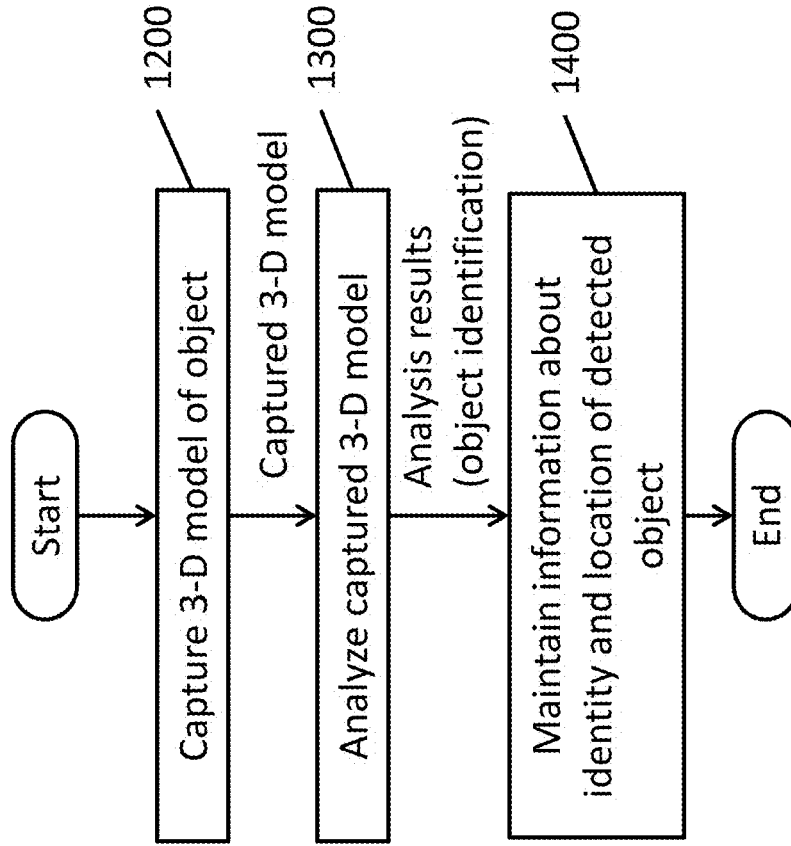 Start
Capture 3-D model of object
1200
Captured 3-D model
Analyze captured 3-D model
1300
Analysis results
(object identification)
Maintain information about
identity and location of detected
object
1400
End